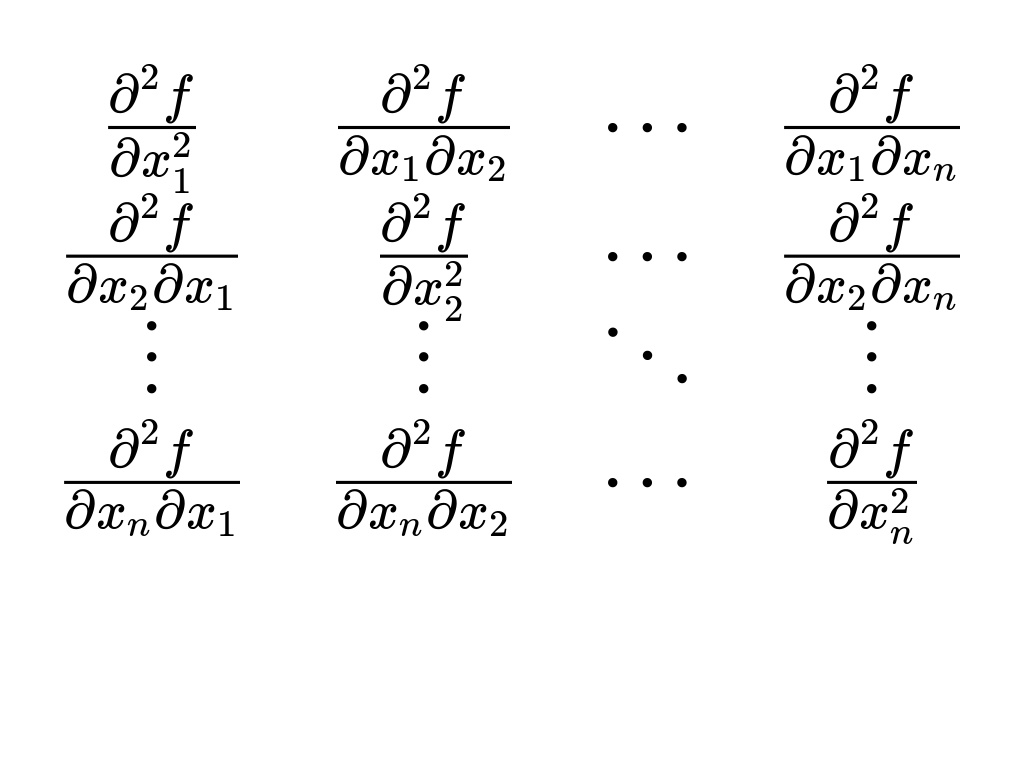 ∂²f/∂x₁² ∂²f/∂x₁∂x₂ ⋯ ∂²f/∂x₁∂xₙ
∂²f/∂x₂∂x₁ ∂²f/∂x₂² ⋯ ∂²f/∂x₂∂xₙ
⋮ ⋮ ⋱ ⋮
∂²f/∂xₙ∂x₁ ∂²f/∂xₙ∂x₂ ⋯ ∂²f/∂xₙ²